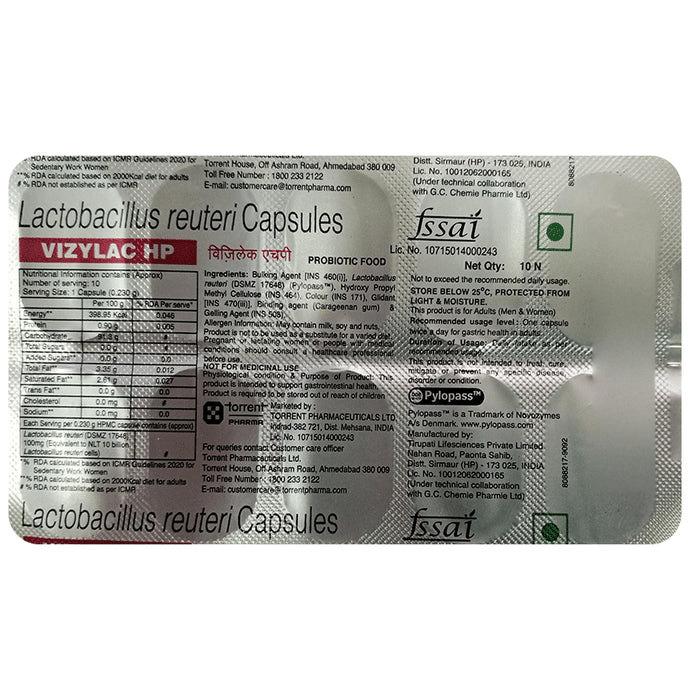 RDA calculated based on ICMR Guidelines 2020 for
Sedentary Work Women
**% RDA calculated based on 2000Kcal diet for adults
# % RDA not established as per ICMR
Torrent House, Off Ashram Road, Ahmedabad 380 009
Toll Free Number : 1800 233 2122
E-mail: customercare@torrentpharma.com
Distt. Sirmaur (HP) - 173 025, INDIA
Lic. No. 10012062000165
(Under technical collaboration
with G.C. Chemie Pharmie Ltd)
8088217-9092
Lactobacillus reuteri Capsules
fssai
Lic. No. 10715014000243
VIZYLAC HP
विज़िलेक एचपी
PROBIOTIC FOOD
Net Qty: 10 N
Nutritional Information contains (Approx)
Number of serving: 10
Serving Size: 1 Capsule (0.230 g)
Per 100 g % RDA Per serve*
Energy** 398.95 Kcal 0.046
Protein 0.90 g 0.005
Carbohydrate 91.3 g #
Total Sugars 0.0 g #
Added Sugars** 0.0 0.0
Total Fat** 3.35 g 0.012
Saturated Fat** 2.61 g 0.027
Trans Fat** 0.0 g 0.0
Cholesterol 0.0 mg #
Sodium** 0.0 mg 0.0
Each Serving Per 0.230 g HPMC capsule contains (approx)
Lactobacillus reuteri [DSMZ 17648]
100mg (Equivalent to NLT 10 billion
Lactobacillus reuteri cells) #
*% RDA calculated based on ICMR Guidelines 2020 for
Sedentary Work Women
**% RDA calculated based on 2000Kcal diet for adults
# % RDA not established as per ICMR
Ingredients: Bulking Agent [INS 460(i)], Lactobacillus
reuteri (DSMZ 17648) (Pylopass™), Hydroxy Propyl
Methyl Cellulose (INS 464), Colour (INS 171), Glidant
[INS 470(iii)], Binding agent (Carageenan gum) &
Gelling Agent (INS 508).
Allergen Information: May contain milk, soy and nuts.
Product is not to be used as a substitute for a varied diet.
Pregnant or lactating women or people with medical
conditions should consult a healthcare professional
before use.
NOT FOR MEDICINAL USE
Physiological condition & Purpose of Product: This
product is intended to support gastrointestinal health.
Product is required to be stored out of reach of children
torrent
PHARMA
Marketed by :
TORRENT PHARMACEUTICALS LTD.
Indrad-382 721, Dist. Mehsana, INDIA
Lic. No. 10715014000243
For queries contact Customer care officer
Torrent Pharmaceuticals Ltd.
Torrent House, Off Ashram Road, Ahmedabad 380 009
Toll Free Number : 1800 233 2122
E-mail: customercare@torrentpharma.com
Not to exceed the recommended daily usage.
STORE BELOW 25°C, PROTECTED FROM
LIGHT & MOISTURE.
This product is for Adults (Men & Women)
Recommended usage level: One capsule
twice a day for gastric health in adults.
Duration of Usage: Daily intake as per
recommended usage.
This product is not intended to treat, cure,
mitigate or prevent any specific disease,
disorder or condition.
Pylopass™
Pylopass™ is a Tradmark of Novozymes
A/s Denmark. www.pylopass.com
Manufactured by:
Tirupati Lifesciences Private Limited
Nahan Road, Paonta Sahib,
Distt. Sirmaur (HP) - 173 025, INDIA
Lic. No. 10012062000165
(Under technical collaboration
with G.C. Chemie Pharmie Ltd)
8088217-9092
Lactobacillus reuteri Capsules
fssai